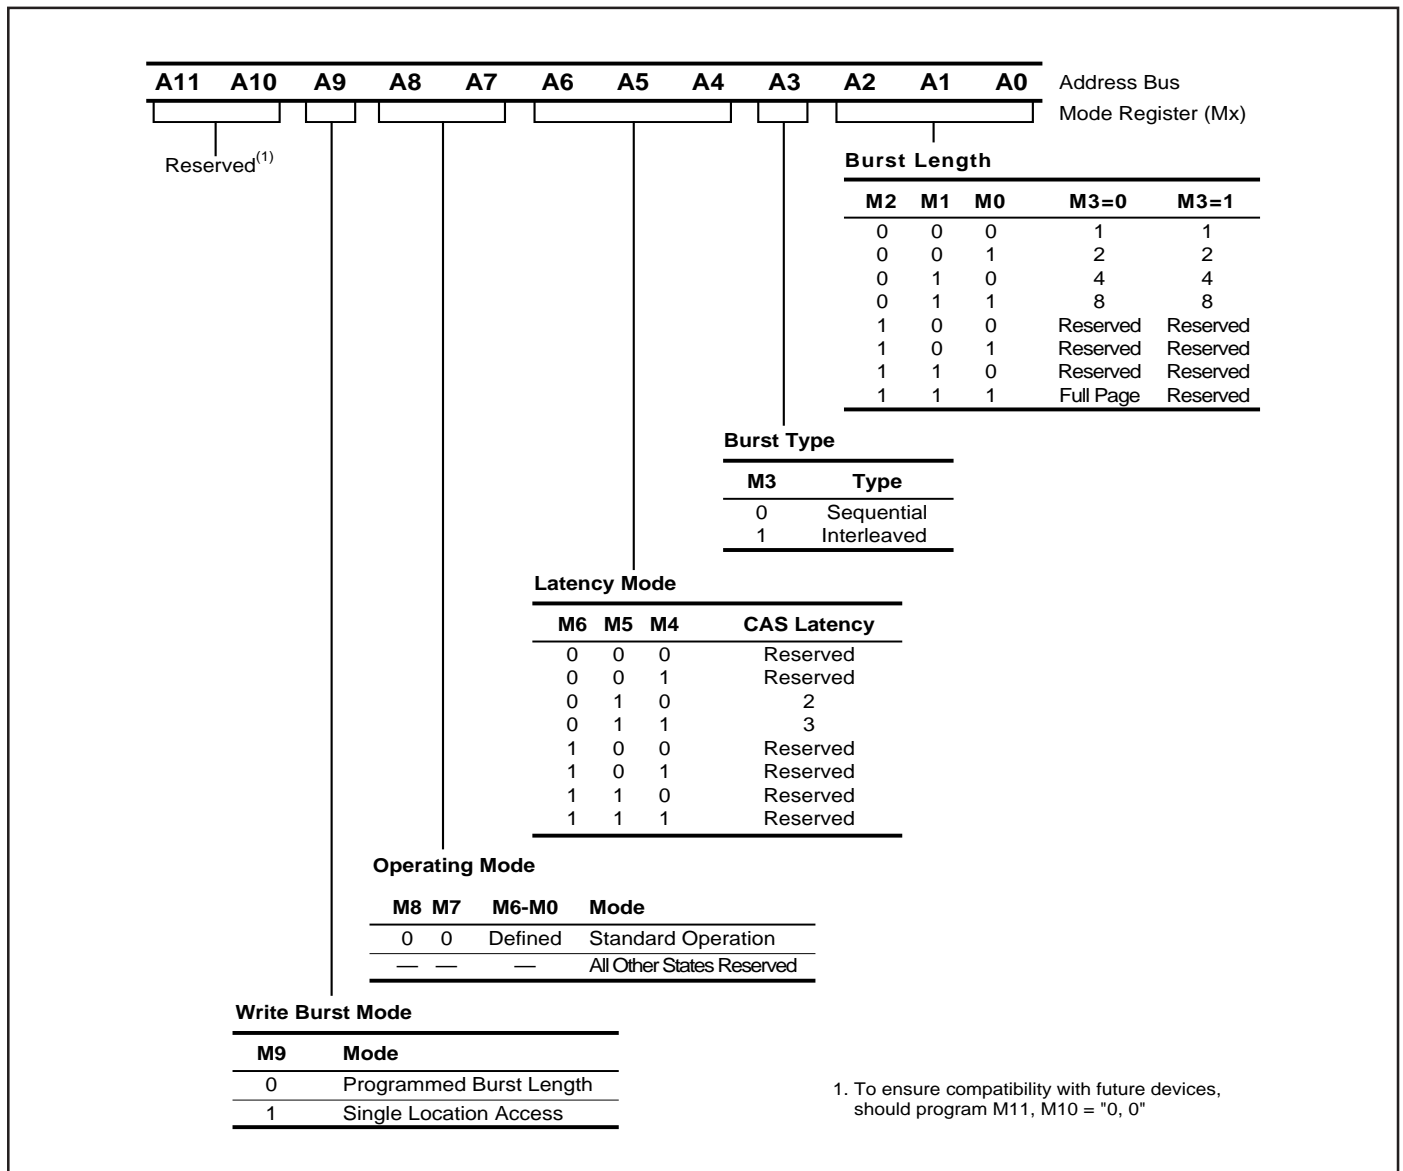 A11 A10 A9 A8 A7 A6 A5 A4 A3 A2 A1 A0 Address Bus
Mode Register (Mx)
Reserved(1)
Burst Length
M2 M1 M0 M3=0 M3=1
0 0 0 1 1
0 0 1 2 2
0 1 0 4 4
0 1 1 8 8
1 0 0 Reserved Reserved
1 0 1 Reserved Reserved
1 1 0 Reserved Reserved
1 1 1 Full Page Reserved
Burst Type
M3 Type
0 Sequential
1 Interleaved
Latency Mode
M6 M5 M4 CAS Latency
0 0 0 Reserved
0 0 1 Reserved
0 1 0 2
0 1 1 3
1 0 0 Reserved
1 0 1 Reserved
1 1 0 Reserved
1 1 1 Reserved
Operating Mode
M8 M7 M6-M0 Mode
0 0 Defined Standard Operation
— — — All Other States Reserved
Write Burst Mode
M9 Mode
0 Programmed Burst Length
1 Single Location Access
1. To ensure compatibility with future devices,
should program M11, M10 = "0, 0"